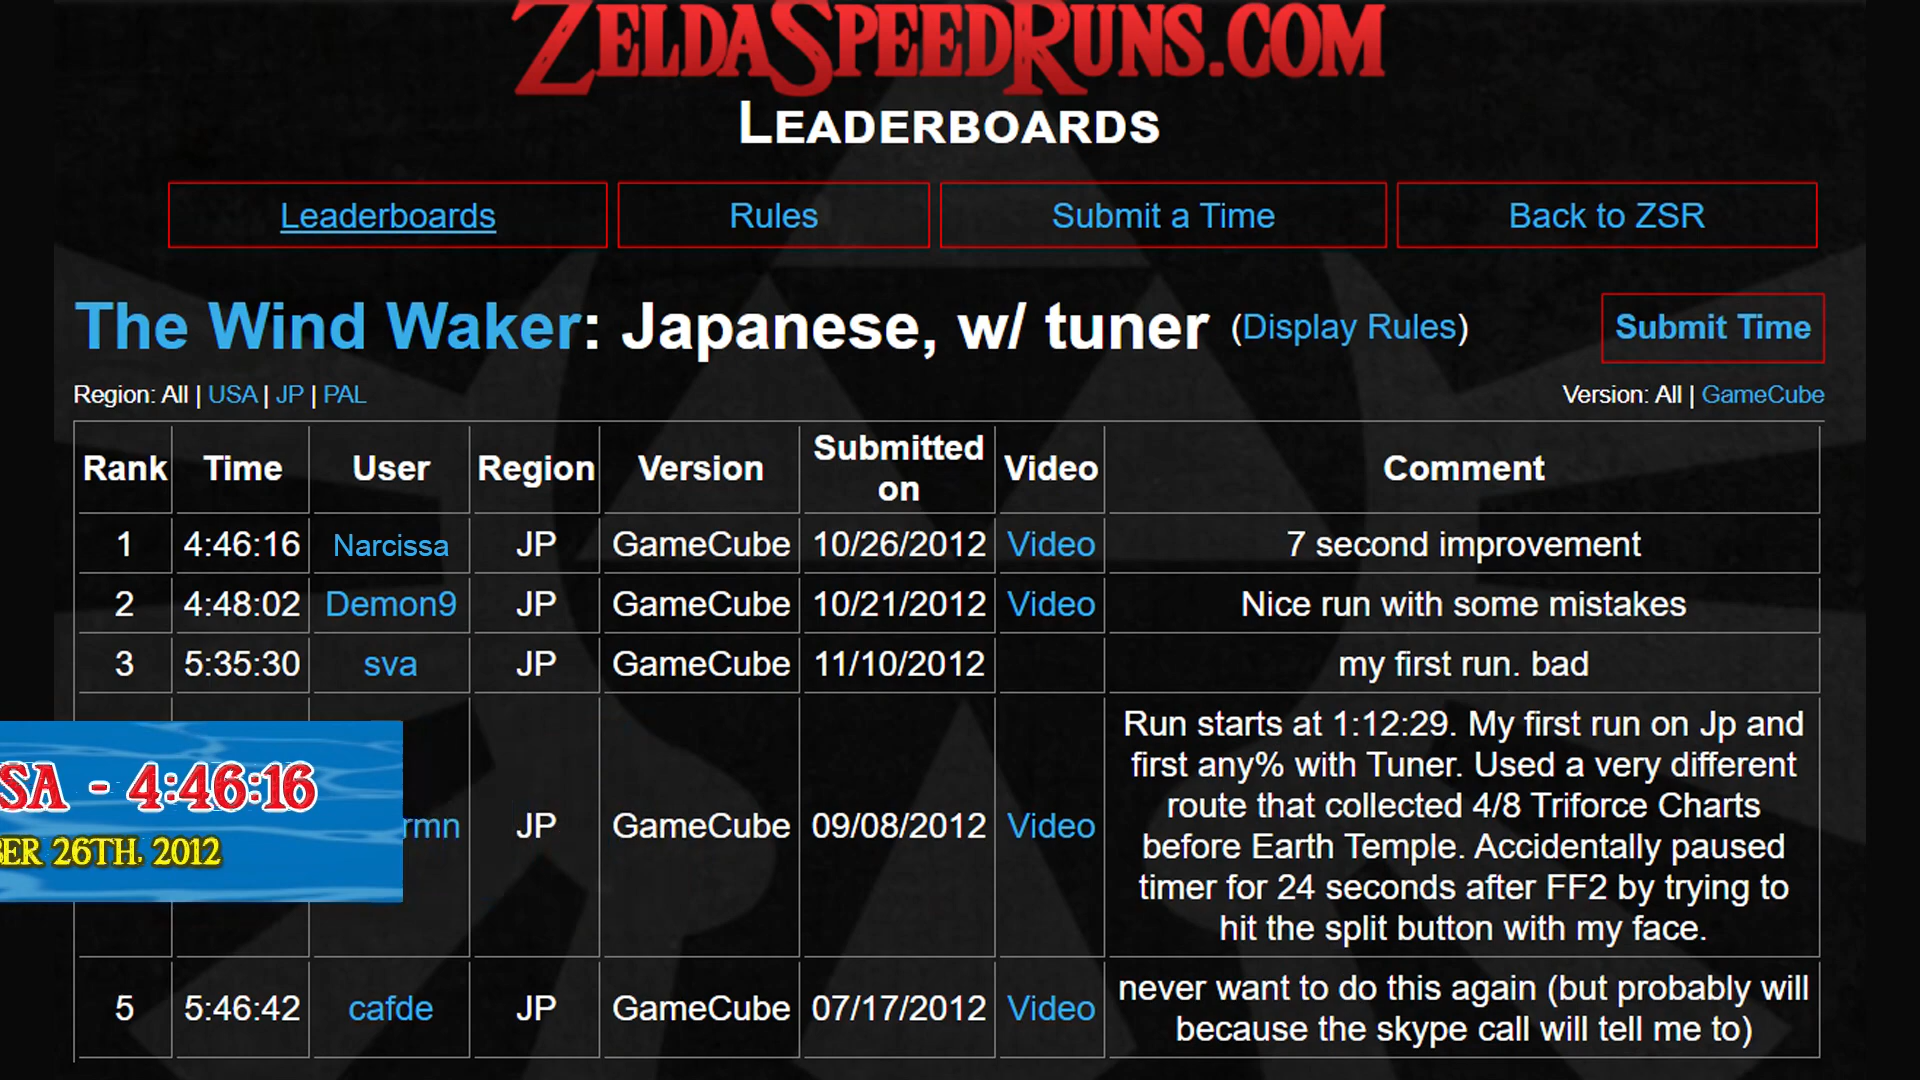 ZELDASPEEDRUNS.COM
LEADERBOARDS
Leaderboards Rules Submit a Time Back to ZSR
The Wind Waker: Japanese, w/ tuner (Display Rules) Submit Time
Region: All | USA | JP | PAL Version: All | GameCube
Rank Time User Region Version Submitted on Video Comment
1 4:46:16 Narcissa JP GameCube 10/26/2012 Video 7 second improvement
2 4:48:02 Demon9 JP GameCube 10/21/2012 Video Nice run with some mistakes
3 5:35:30 sva JP GameCube 11/10/2012 my first run. bad
SA - 4:46:16
BER 26TH, 2012
rmn JP GameCube 09/08/2012 Video
Run starts at 1:12:29. My first run on Jp and
first any% with Tuner. Used a very different
route that collected 4/8 Triforce Charts
before Earth Temple. Accidentally paused
timer for 24 seconds after FF2 by trying to
hit the split button with my face.
5 5:46:42 cafde JP GameCube 07/17/2012 Video
never want to do this again (but probably will
because the skype call will tell me to)